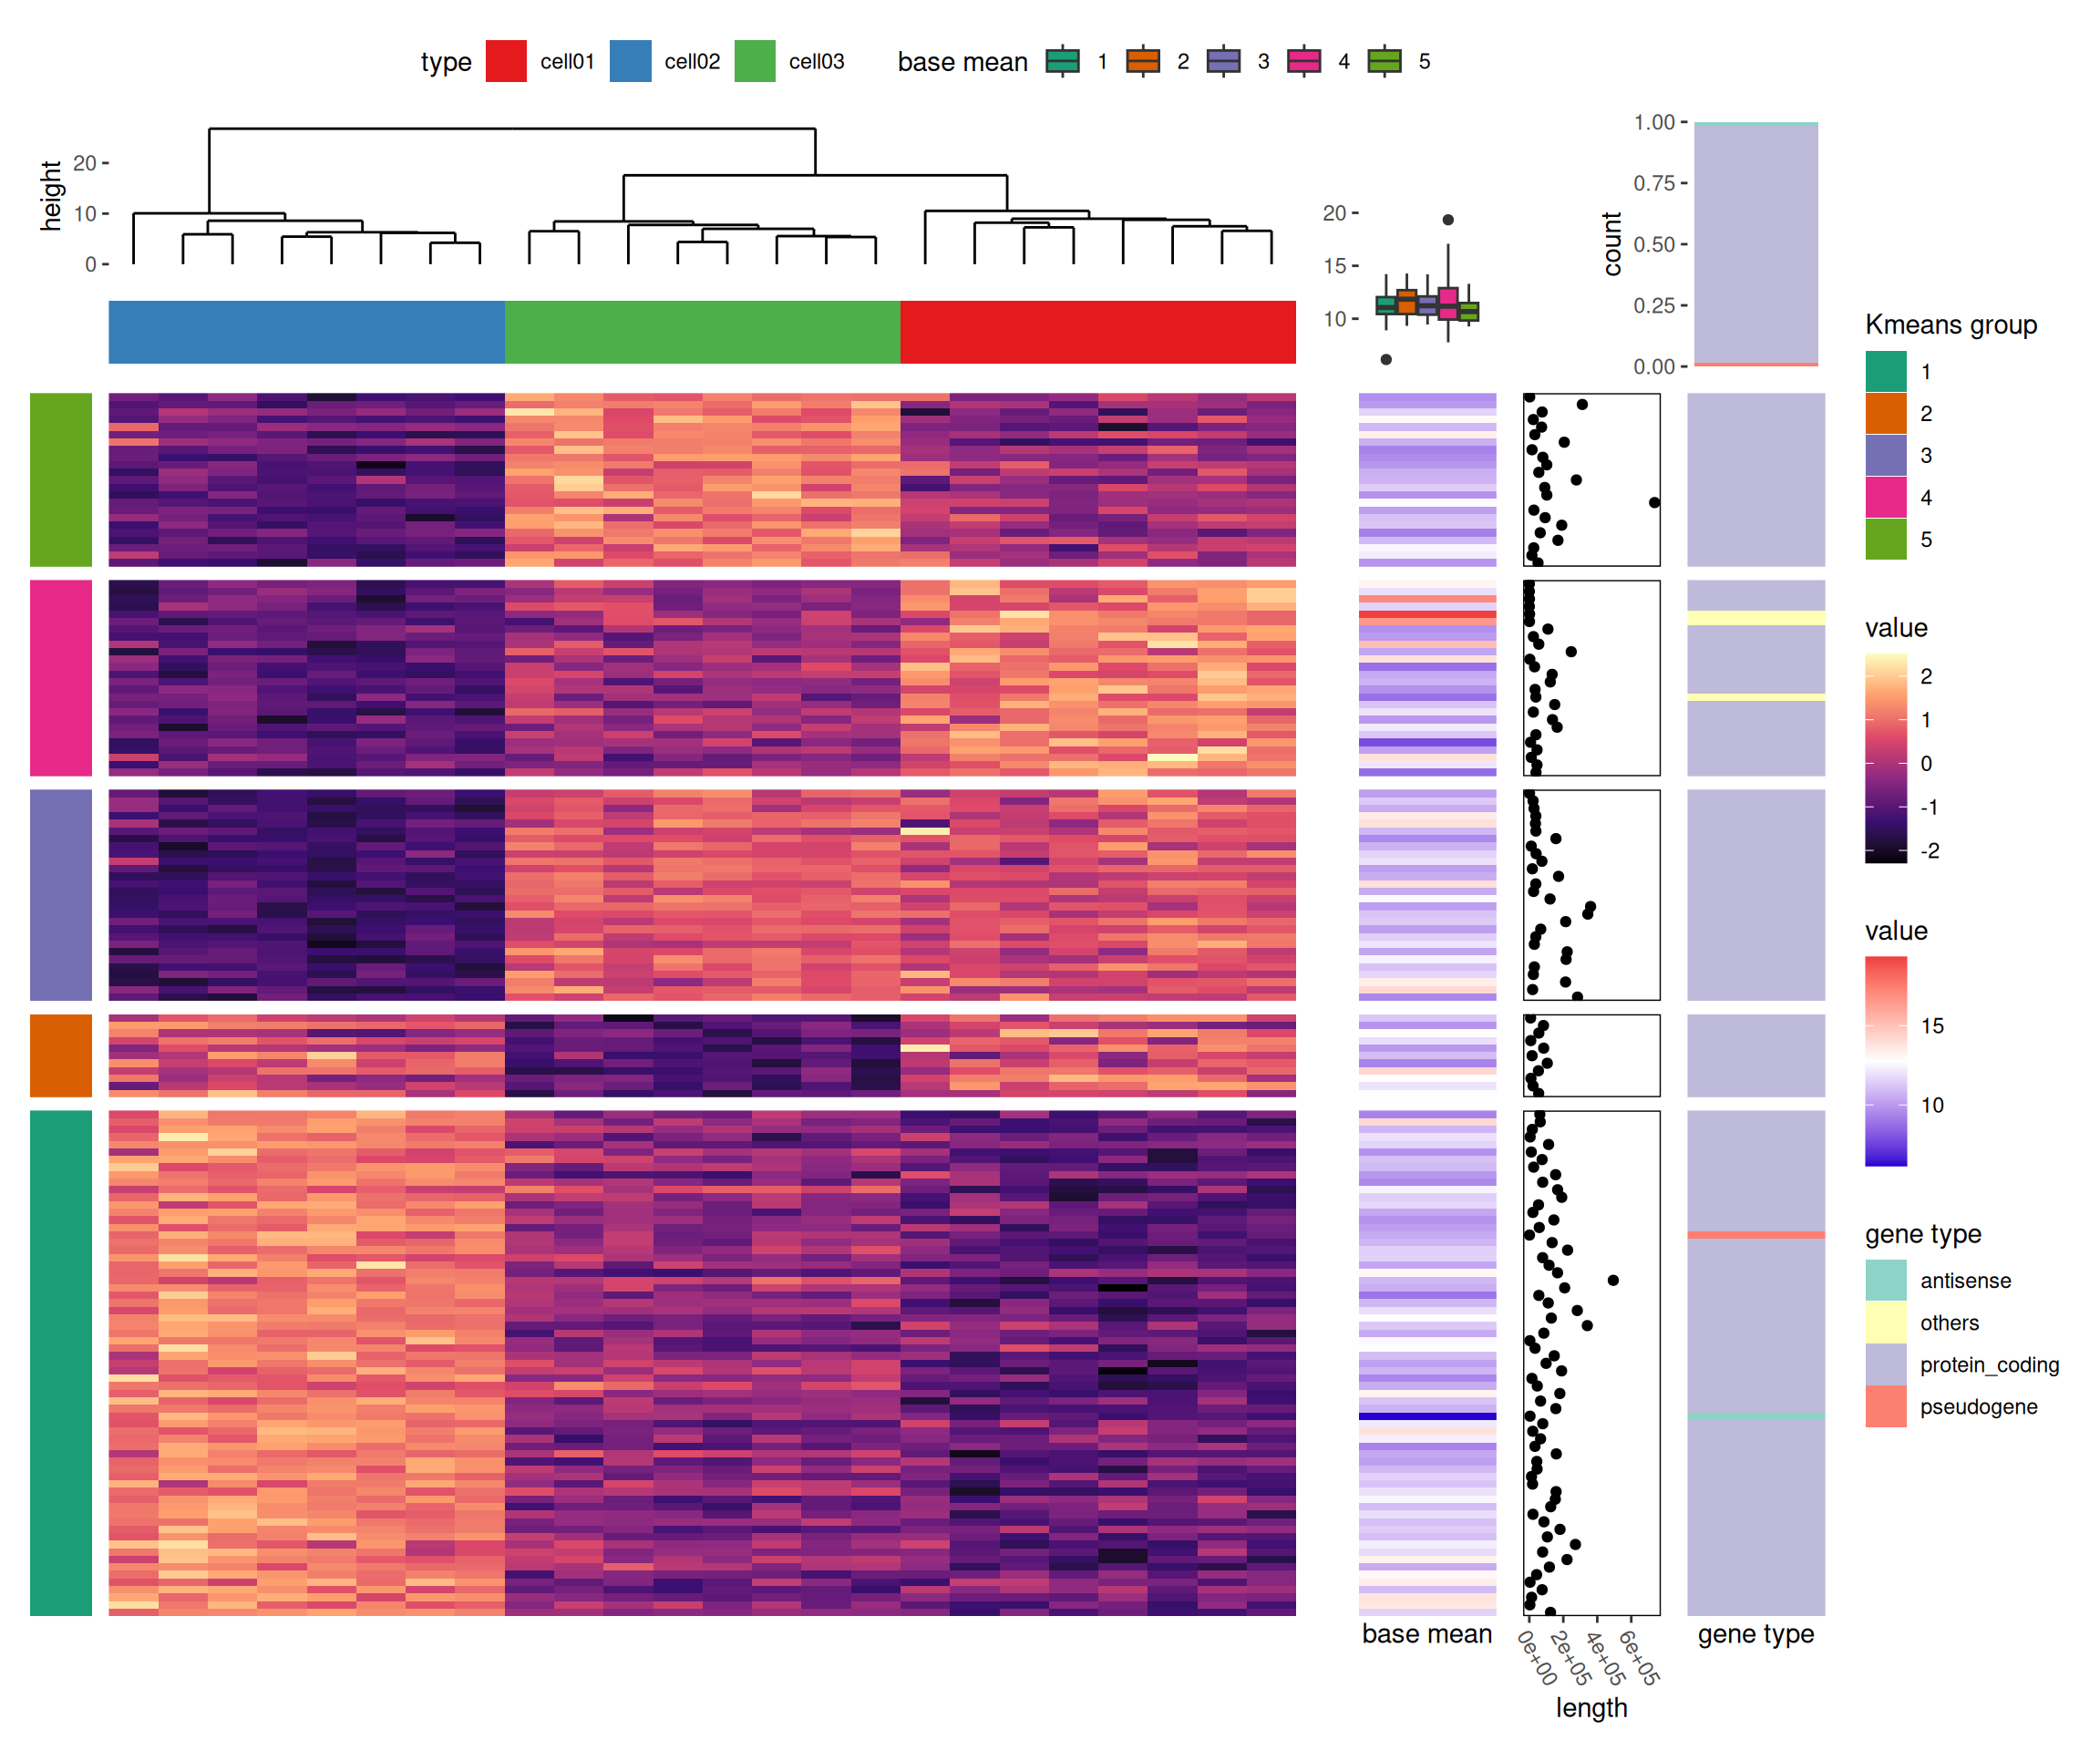 type cell01 cell02 cell03 base mean 1 2 3 4 5
height
20
10
0
20
15
10
count
1.00
0.75
0.50
0.25
0.00
Kmeans group
1
2
3
4
5
value
2
1
0
-1
-2
value
15
10
gene type
antisense
others
protein_coding
pseudogene
base mean
0e+00 2e+05 4e+05 6e+05
length
gene type